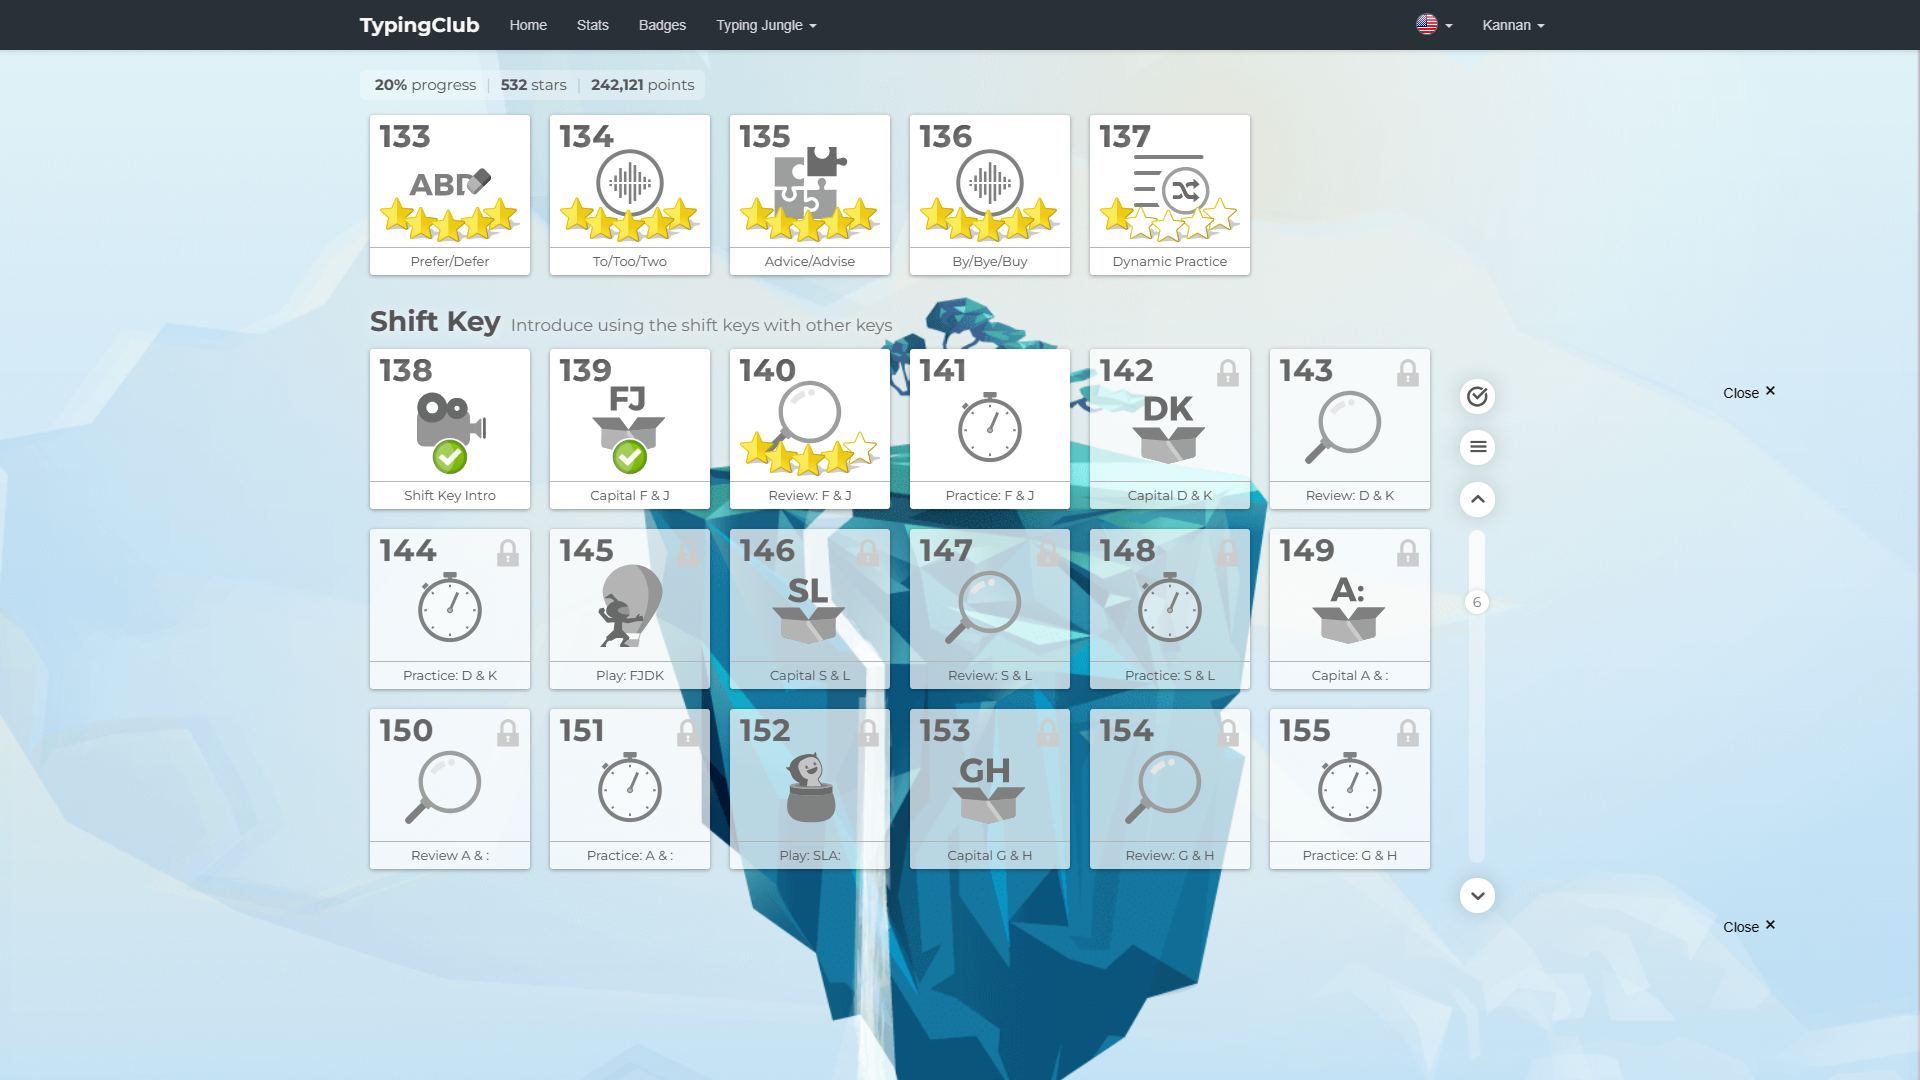 TypingClub Home Stats Badges Typing Jungle Kannan
20% progress | 532 stars | 242,121 points
133 134 135 136 137
ABD
Prefer/Defer To/Too/Two Advice/Advise By/Bye/Buy Dynamic Practice
Shift Key Introduce using the shift keys with other keys
138 139 140 141 142 143
FJ DK
Close ×
Shift Key Intro Capital F & J Review: F & J Practice: F & J Capital D & K Review: D & K
144 145 146 147 148 149
SL A:
6
Practice: D & K Play: FJDK Capital S & L Review: S & L Practice: S & L Capital A & :
150 151 152 153 154 155
GH
Review A & : Practice: A & : Play: SLA: Capital G & H Review: G & H Practice: G & H
Close ×